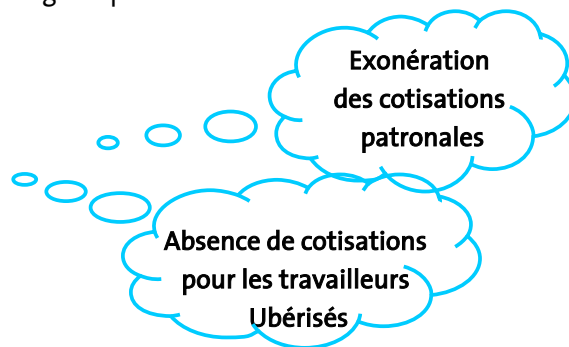 Exonération
des cotisations
patronales
Absence de cotisations
pour les travailleurs
Ubérisés